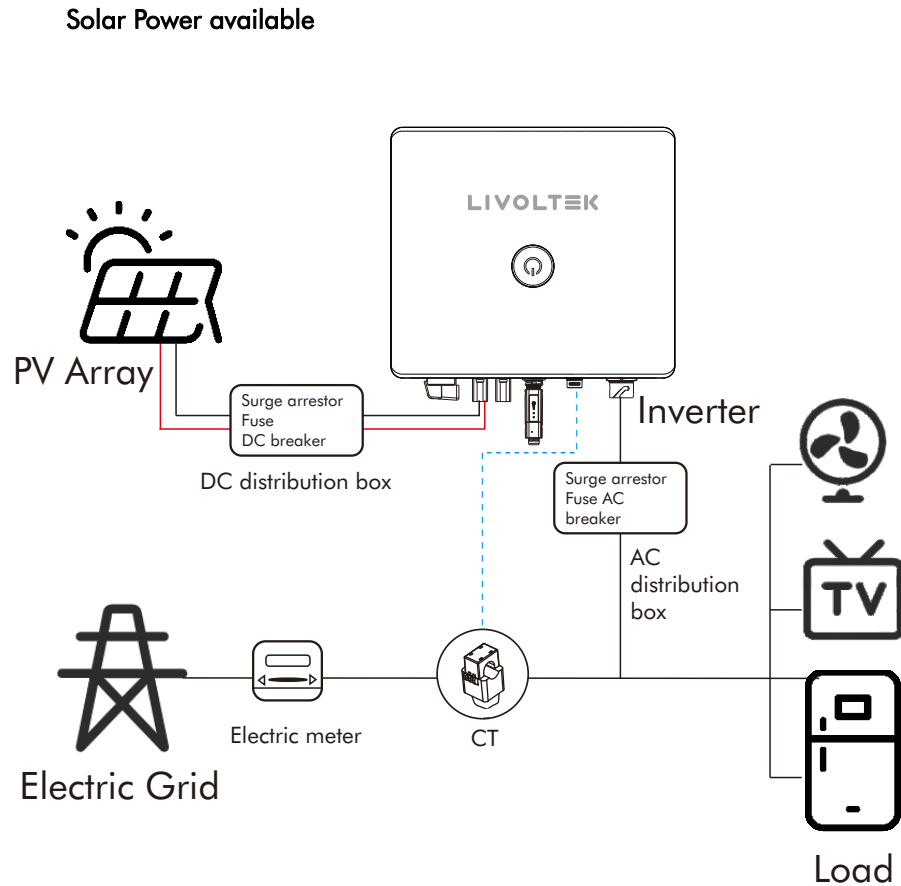 Solar Power available
LIVOLTEK
PV Array
Surge arrestor
Fuse
DC breaker
DC distribution box
Inverter
Surge arrestor
Fuse AC
breaker
AC
distribution
box
TV
Electric meter
CT
Electric Grid
Load